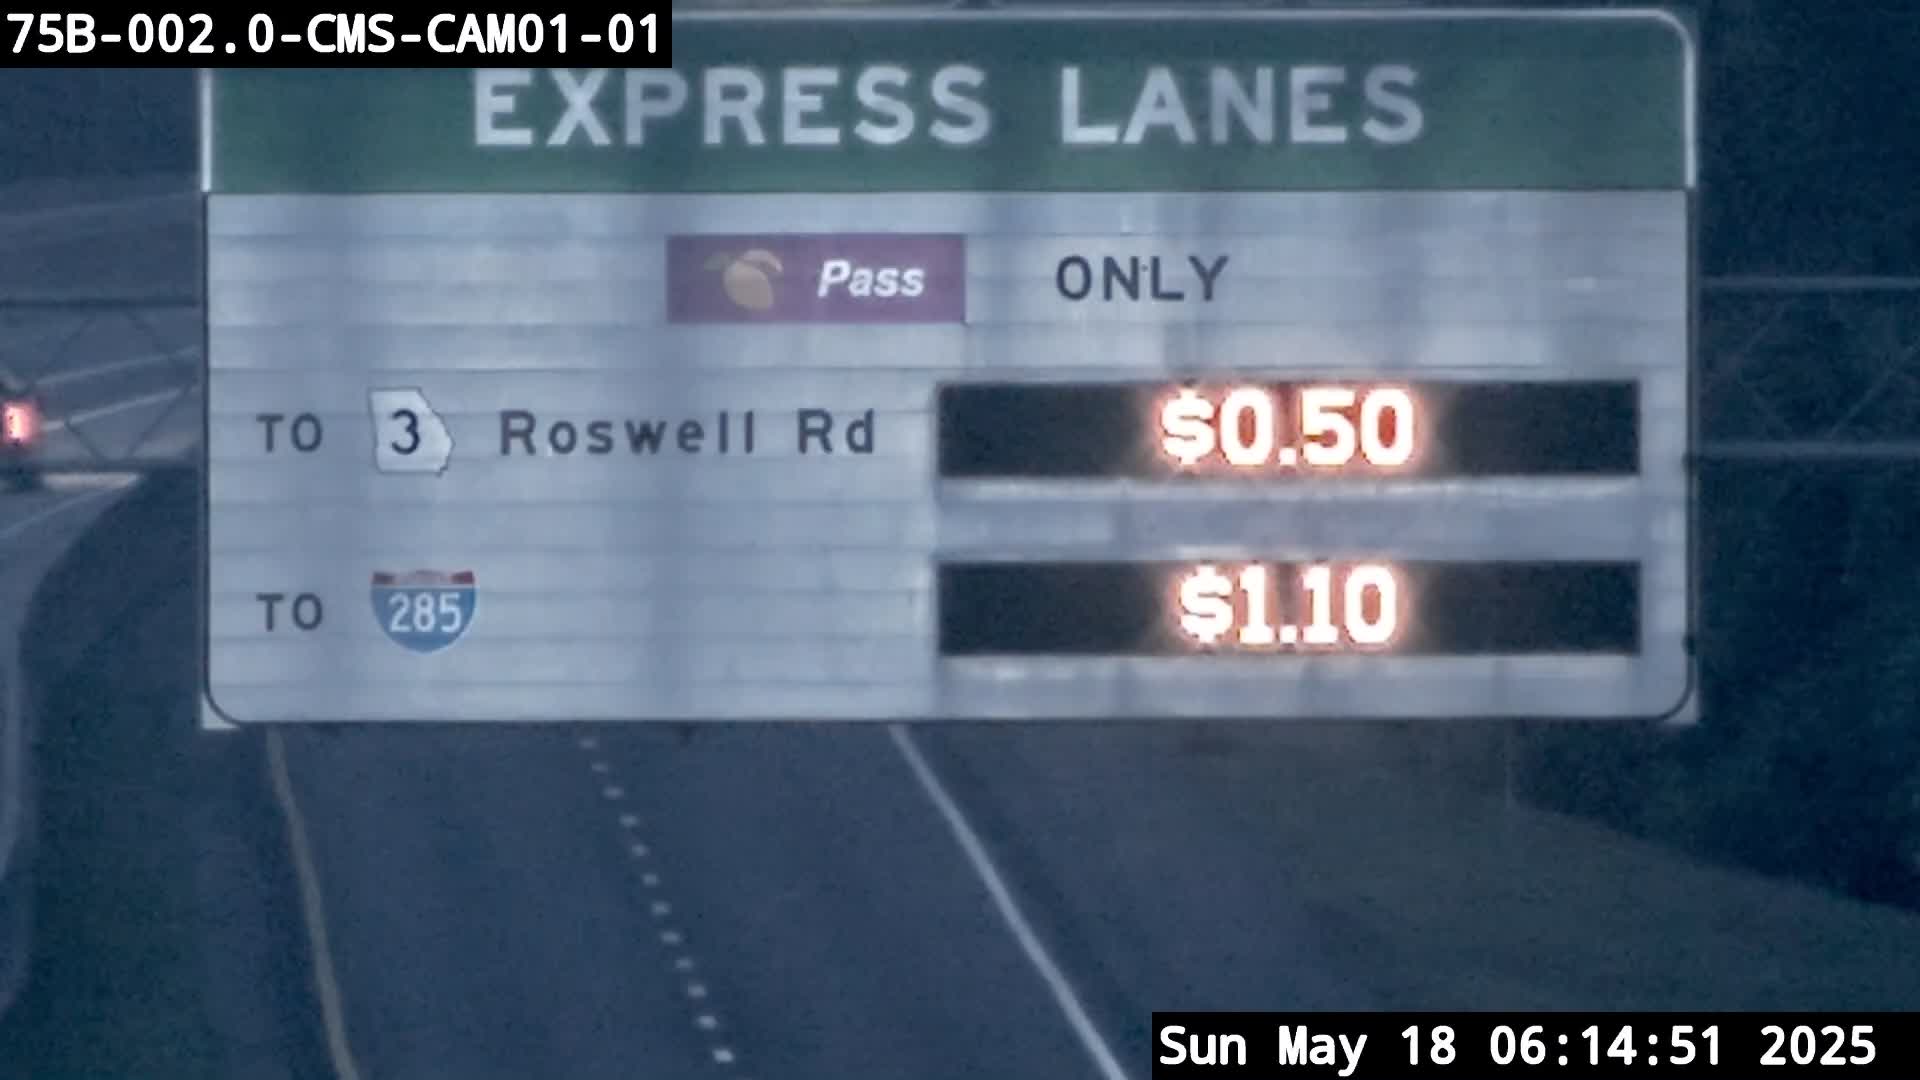 75B-002.0-CMS-CAM01-01
EXPRESS LANES
Pass ONLY
TO 3 Roswell Rd $0.50
TO 285 $1.10
Sun May 18 06:14:51 2025